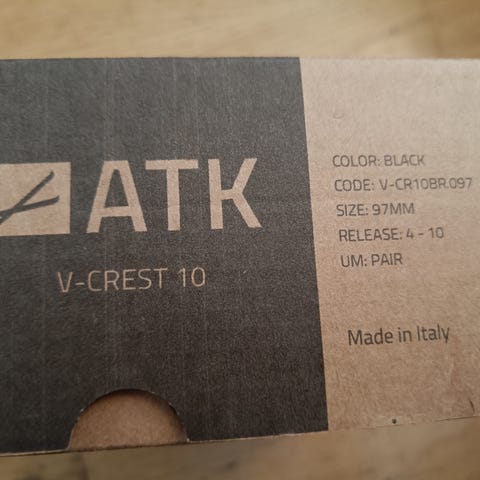 ATK
V-CREST 10
COLOR: BLACK
CODE: V-CR10BR.097
SIZE: 97MM
RELEASE: 4 - 10
UM: PAIR
Made in Italy